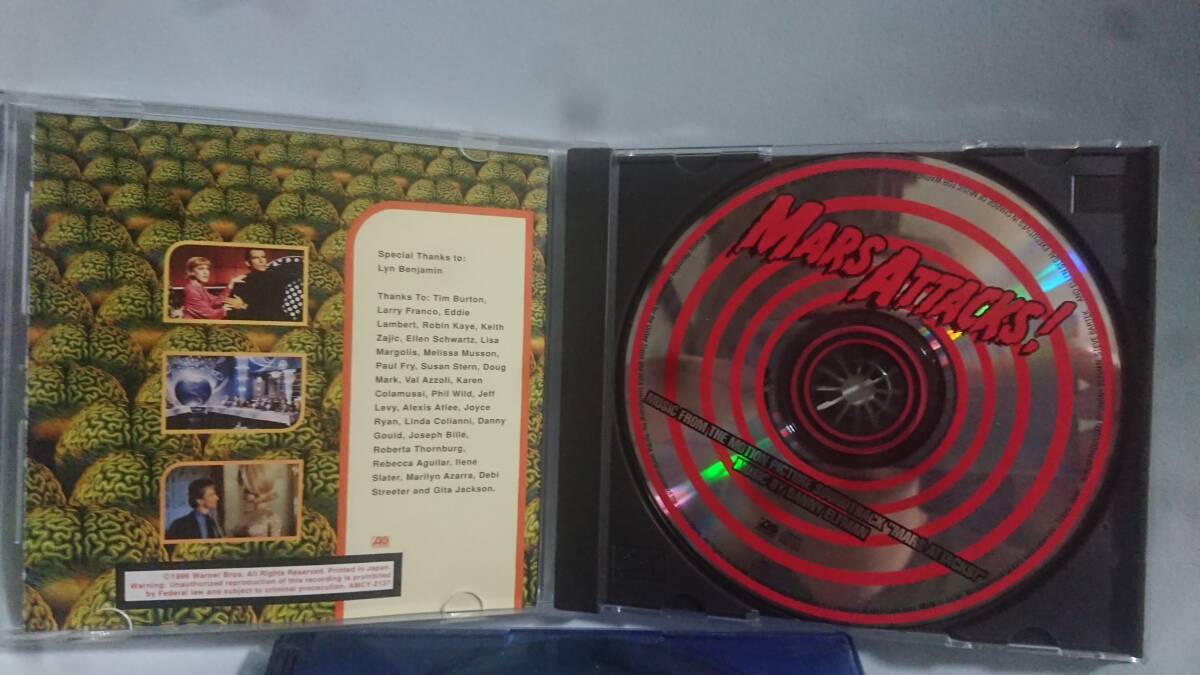 Special Thanks to:
Lyn Benjamin
Thanks To: Tim Burton,
Larry Franco, Eddie
Lambert, Robin Kaye, Keith
Zajic, Ellen Schwartz, Lisa
Margolis, Melissa Musson,
Paul Fry, Susan Stern, Doug
Mark, Val Azzoli, Karen
Colamussi, Phil Wild, Jeff
Levy, Alexis Atlee, Joyce
Ryan, Linda Colianni, Danny
Gould, Joseph Bille,
Roberta Thornburg,
Rebecca Aguilar, Ilene
Slater, Marilyn Azarra, Debi
Streeter and Gita Jackson.
©1996 Warner Bros. All Rights Reserved. Printed in Japan
Warning: Unauthorized reproduction of this recording is prohibited
by Federal law and subject to criminal prosecution. AMCY-2137
MARS ATTACKS!
MUSIC FROM THE MOTION PICTURE SOUNDTRACK "MARS ATTACKS!"
MUSIC BY DANNY ELFMAN